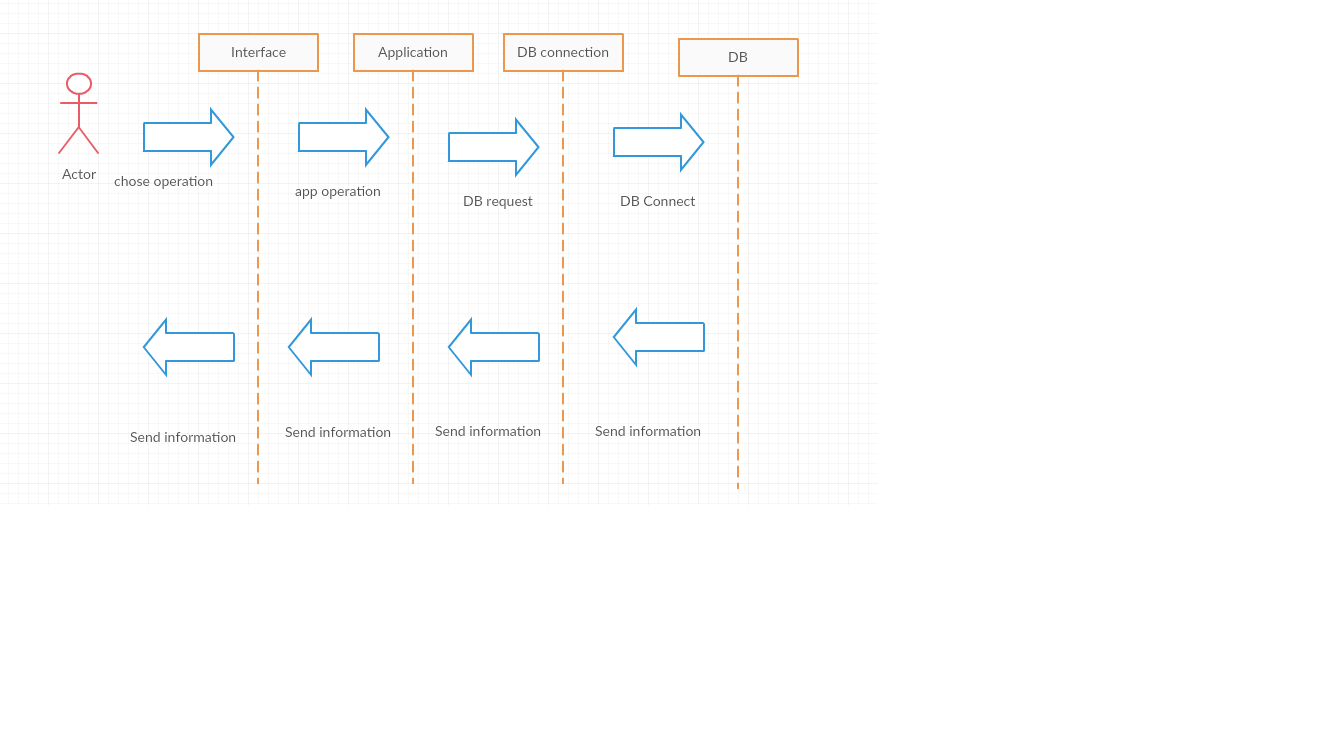 Interface
Application
DB connection
DB
Actor
chose operation
app operation
DB request
DB Connect
Send information
Send information
Send information
Send information